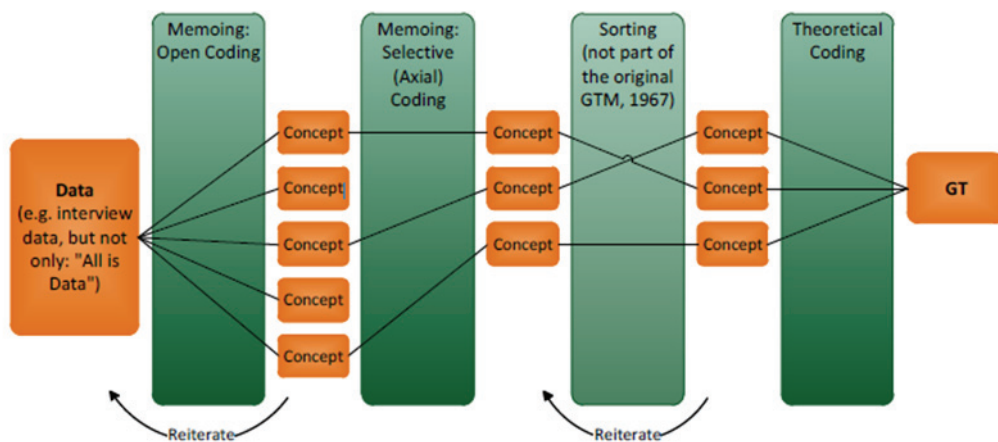 Memoing:
Open Coding
Memoing:
Selective
(Axial)
Coding
Sorting
(not part of
the original
GTM, 1967)
Theoretical
Coding
Data
(e.g. interview
data, but not
only: "All is
Data")
Concept
Concept
Concept
Concept
Concept
Concept
Concept
Concept
Concept
Concept
Concept
GT
Reiterate
Reiterate